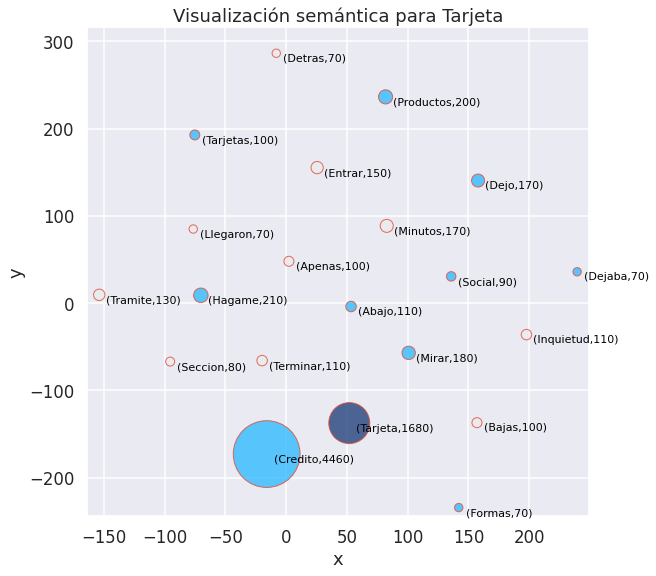 Visualización semántica para Tarjeta
300
(Detras,70)
(Productos,200)
200
(Tarjetas,100)
(Entrar,150)
(Dejo,170)
100
(Llegaron,70)
(Minutos,170)
(Apenas,100)
(Social,90)
(Dejaba,70)
y
0
(Tramite,130)
(Hagame,210)
(Abajo,110)
(Inquietud,110)
(Mirar,180)
(Seccion,80)
(Terminar,110)
−100
(Tarjeta,1680)
(Bajas,100)
(Credito,4460)
−200
(Formas,70)
−150 −100 −50 0 50 100 150 200
x